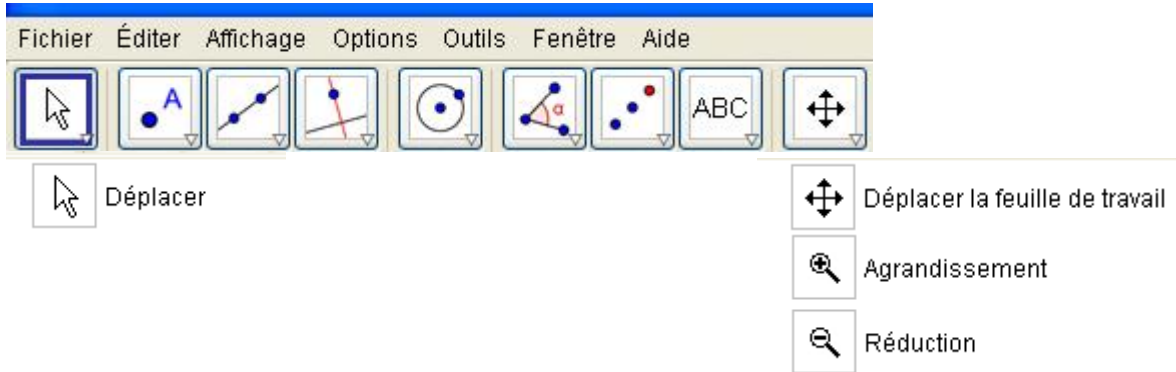 Fichier Éditer Affichage Options Outils Fenêtre Aide
A α ABC
Déplacer
Déplacer la feuille de travail
Agrandissement
Réduction